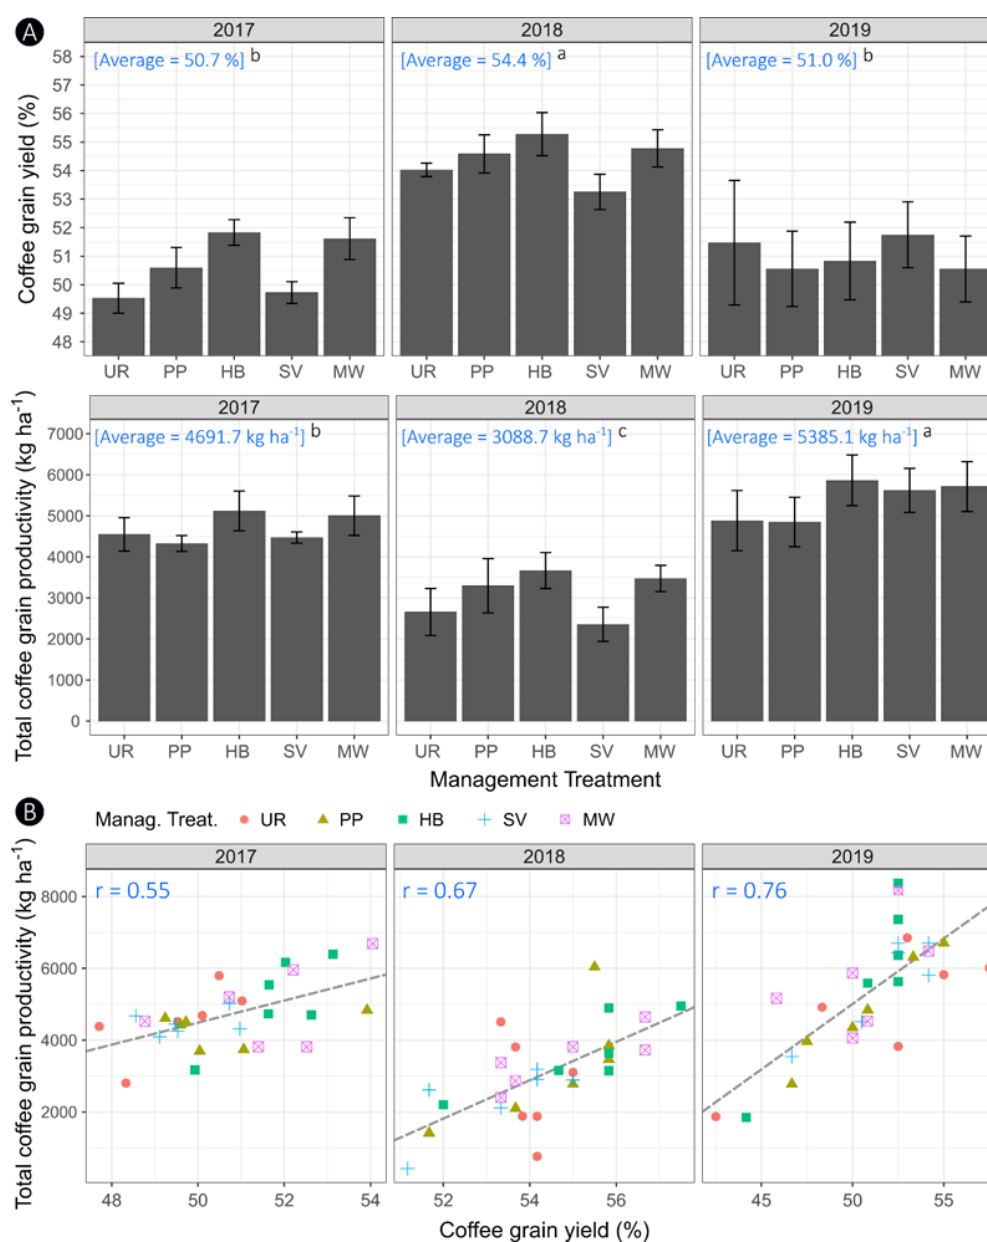 A
2017 2018 2019
[Average = 50.7 %] b [Average = 54.4 %] a [Average = 51.0 %] b
Coffee grain yield (%)
58
57
56
55
54
53
52
51
50
49
48
UR PP HB SV MW UR PP HB SV MW UR PP HB SV MW
2017 2018 2019
[Average = 4691.7 kg ha⁻¹] b [Average = 3088.7 kg ha⁻¹] c [Average = 5385.1 kg ha⁻¹] a
Total coffee grain productivity (kg ha⁻¹)
7000
6000
5000
4000
3000
2000
1000
0
UR PP HB SV MW UR PP HB SV MW UR PP HB SV MW
Management Treatment
B
Manag. Treat. UR PP HB SV MW
2017 2018 2019
r = 0.55 r = 0.67 r = 0.76
Total coffee grain productivity (kg ha⁻¹)
8000
6000
4000
2000
48 50 52 54 52 54 56 45 50 55
Coffee grain yield (%)